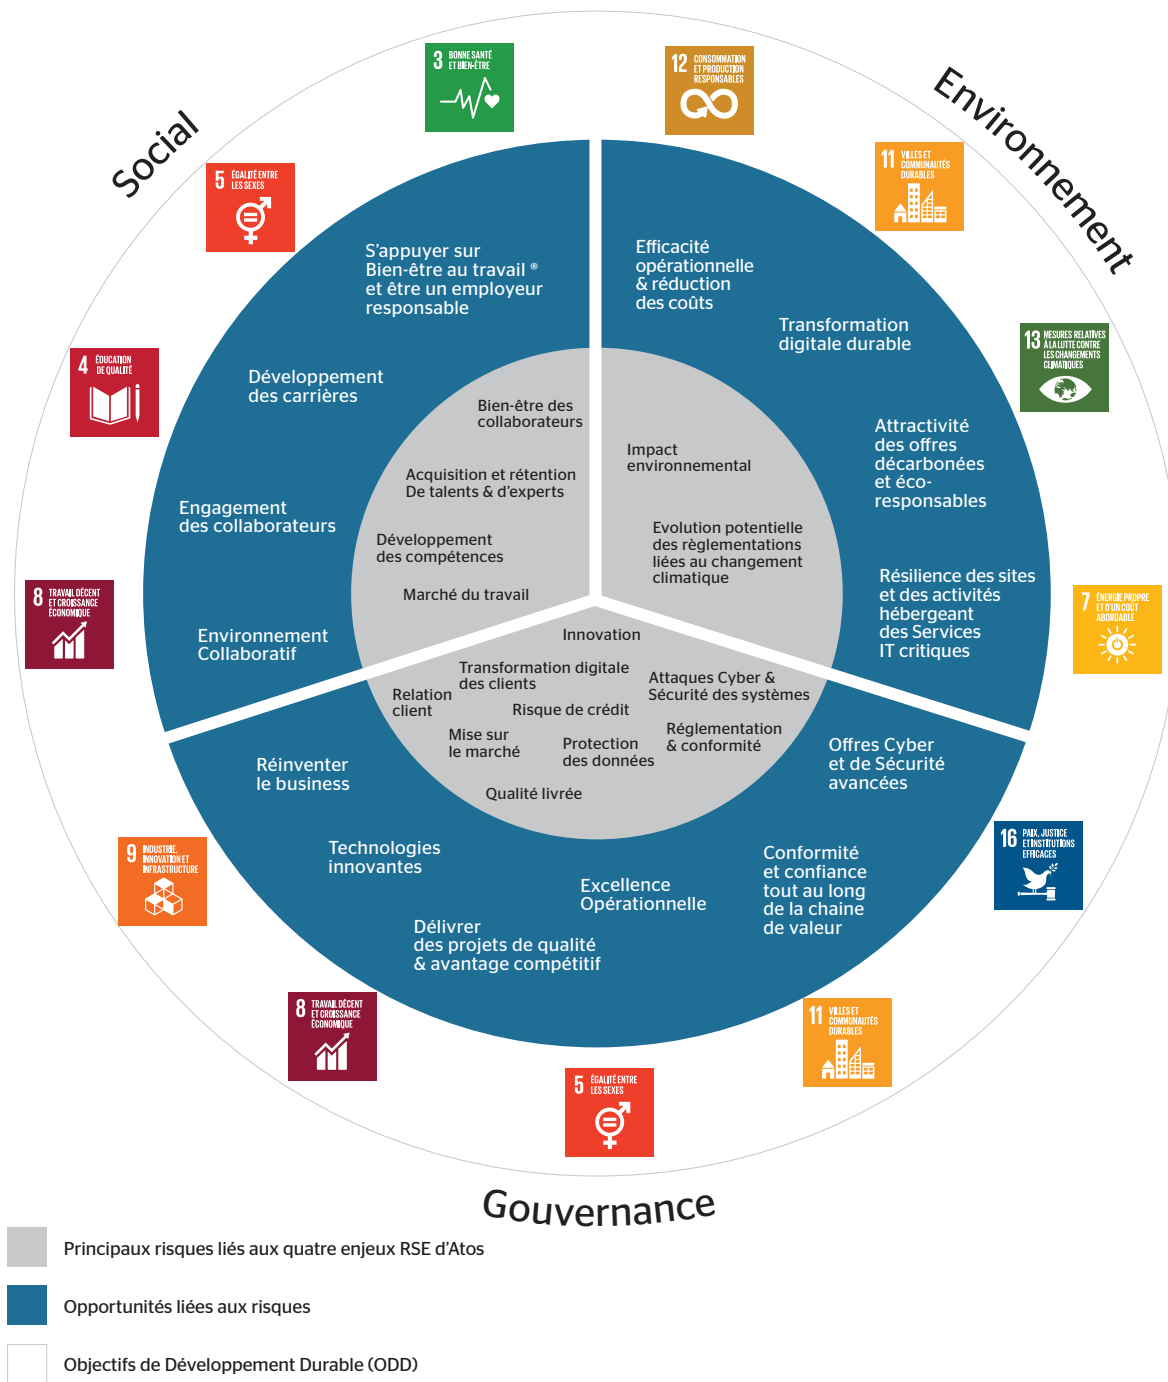 Social
Environnement
3 BONNE SANTÉ
ET BIEN-ÊTRE
12 CONSOMMATION
ET PRODUCTION
RESPONSABLES
5 ÉGALITÉ ENTRE
LES SEXES
11 VILLES ET
COMMUNAUTÉS
DURABLES
4 ÉDUCATION
DE QUALITÉ
13 MESURES RELATIVES
À LA LUTTE CONTRE
LES CHANGEMENTS
CLIMATIQUES
8 TRAVAIL DÉCENT
ET CROISSANCE
ÉCONOMIQUE
7 ÉNERGIE PROPRE
ET D'UN COÛT
ABORDABLE
S'appuyer sur
Bien-être au travail ®
et être un employeur
responsable
Développement
des carrières
Engagement
des collaborateurs
Environnement
Collaboratif
Efficacité
opérationnelle
& réduction
des coûts
Transformation
digitale durable
Attractivité
des offres
décarbonées
et éco-
responsables
Résilience des sites
et des activités
hébergeant
des Services
IT critiques
Bien-être des
collaborateurs
Acquisition et rétention
De talents & d'experts
Développement
des compétences
Marché du travail
Impact
environnemental
Evolution potentielle
des règlementations
liées au changement
climatique
Innovation
Transformation digitale
des clients
Attaques Cyber &
Sécurité des systèmes
Relation
client
Risque de crédit
Mise sur
le marché
Protection
des données
Réglementation
& conformité
Qualité livrée
Réinventer
le business
Offres Cyber
et de Sécurité
avancées
Technologies
innovantes
Conformité
et confiance
tout au long
de la chaine
de valeur
Excellence
Opérationnelle
Délivrer
des projets de qualité
& avantage compétitif
9 INDUSTRIE,
INNOVATION ET
INFRASTRUCTURE
16 PAIX, JUSTICE
ET INSTITUTIONS
EFFICACES
8 TRAVAIL DÉCENT
ET CROISSANCE
ÉCONOMIQUE
11 VILLES ET
COMMUNAUTÉS
DURABLES
5 ÉGALITÉ ENTRE
LES SEXES
Gouvernance
Principaux risques liés aux quatre enjeux RSE d'Atos
Opportunités liées aux risques
Objectifs de Développement Durable (ODD)